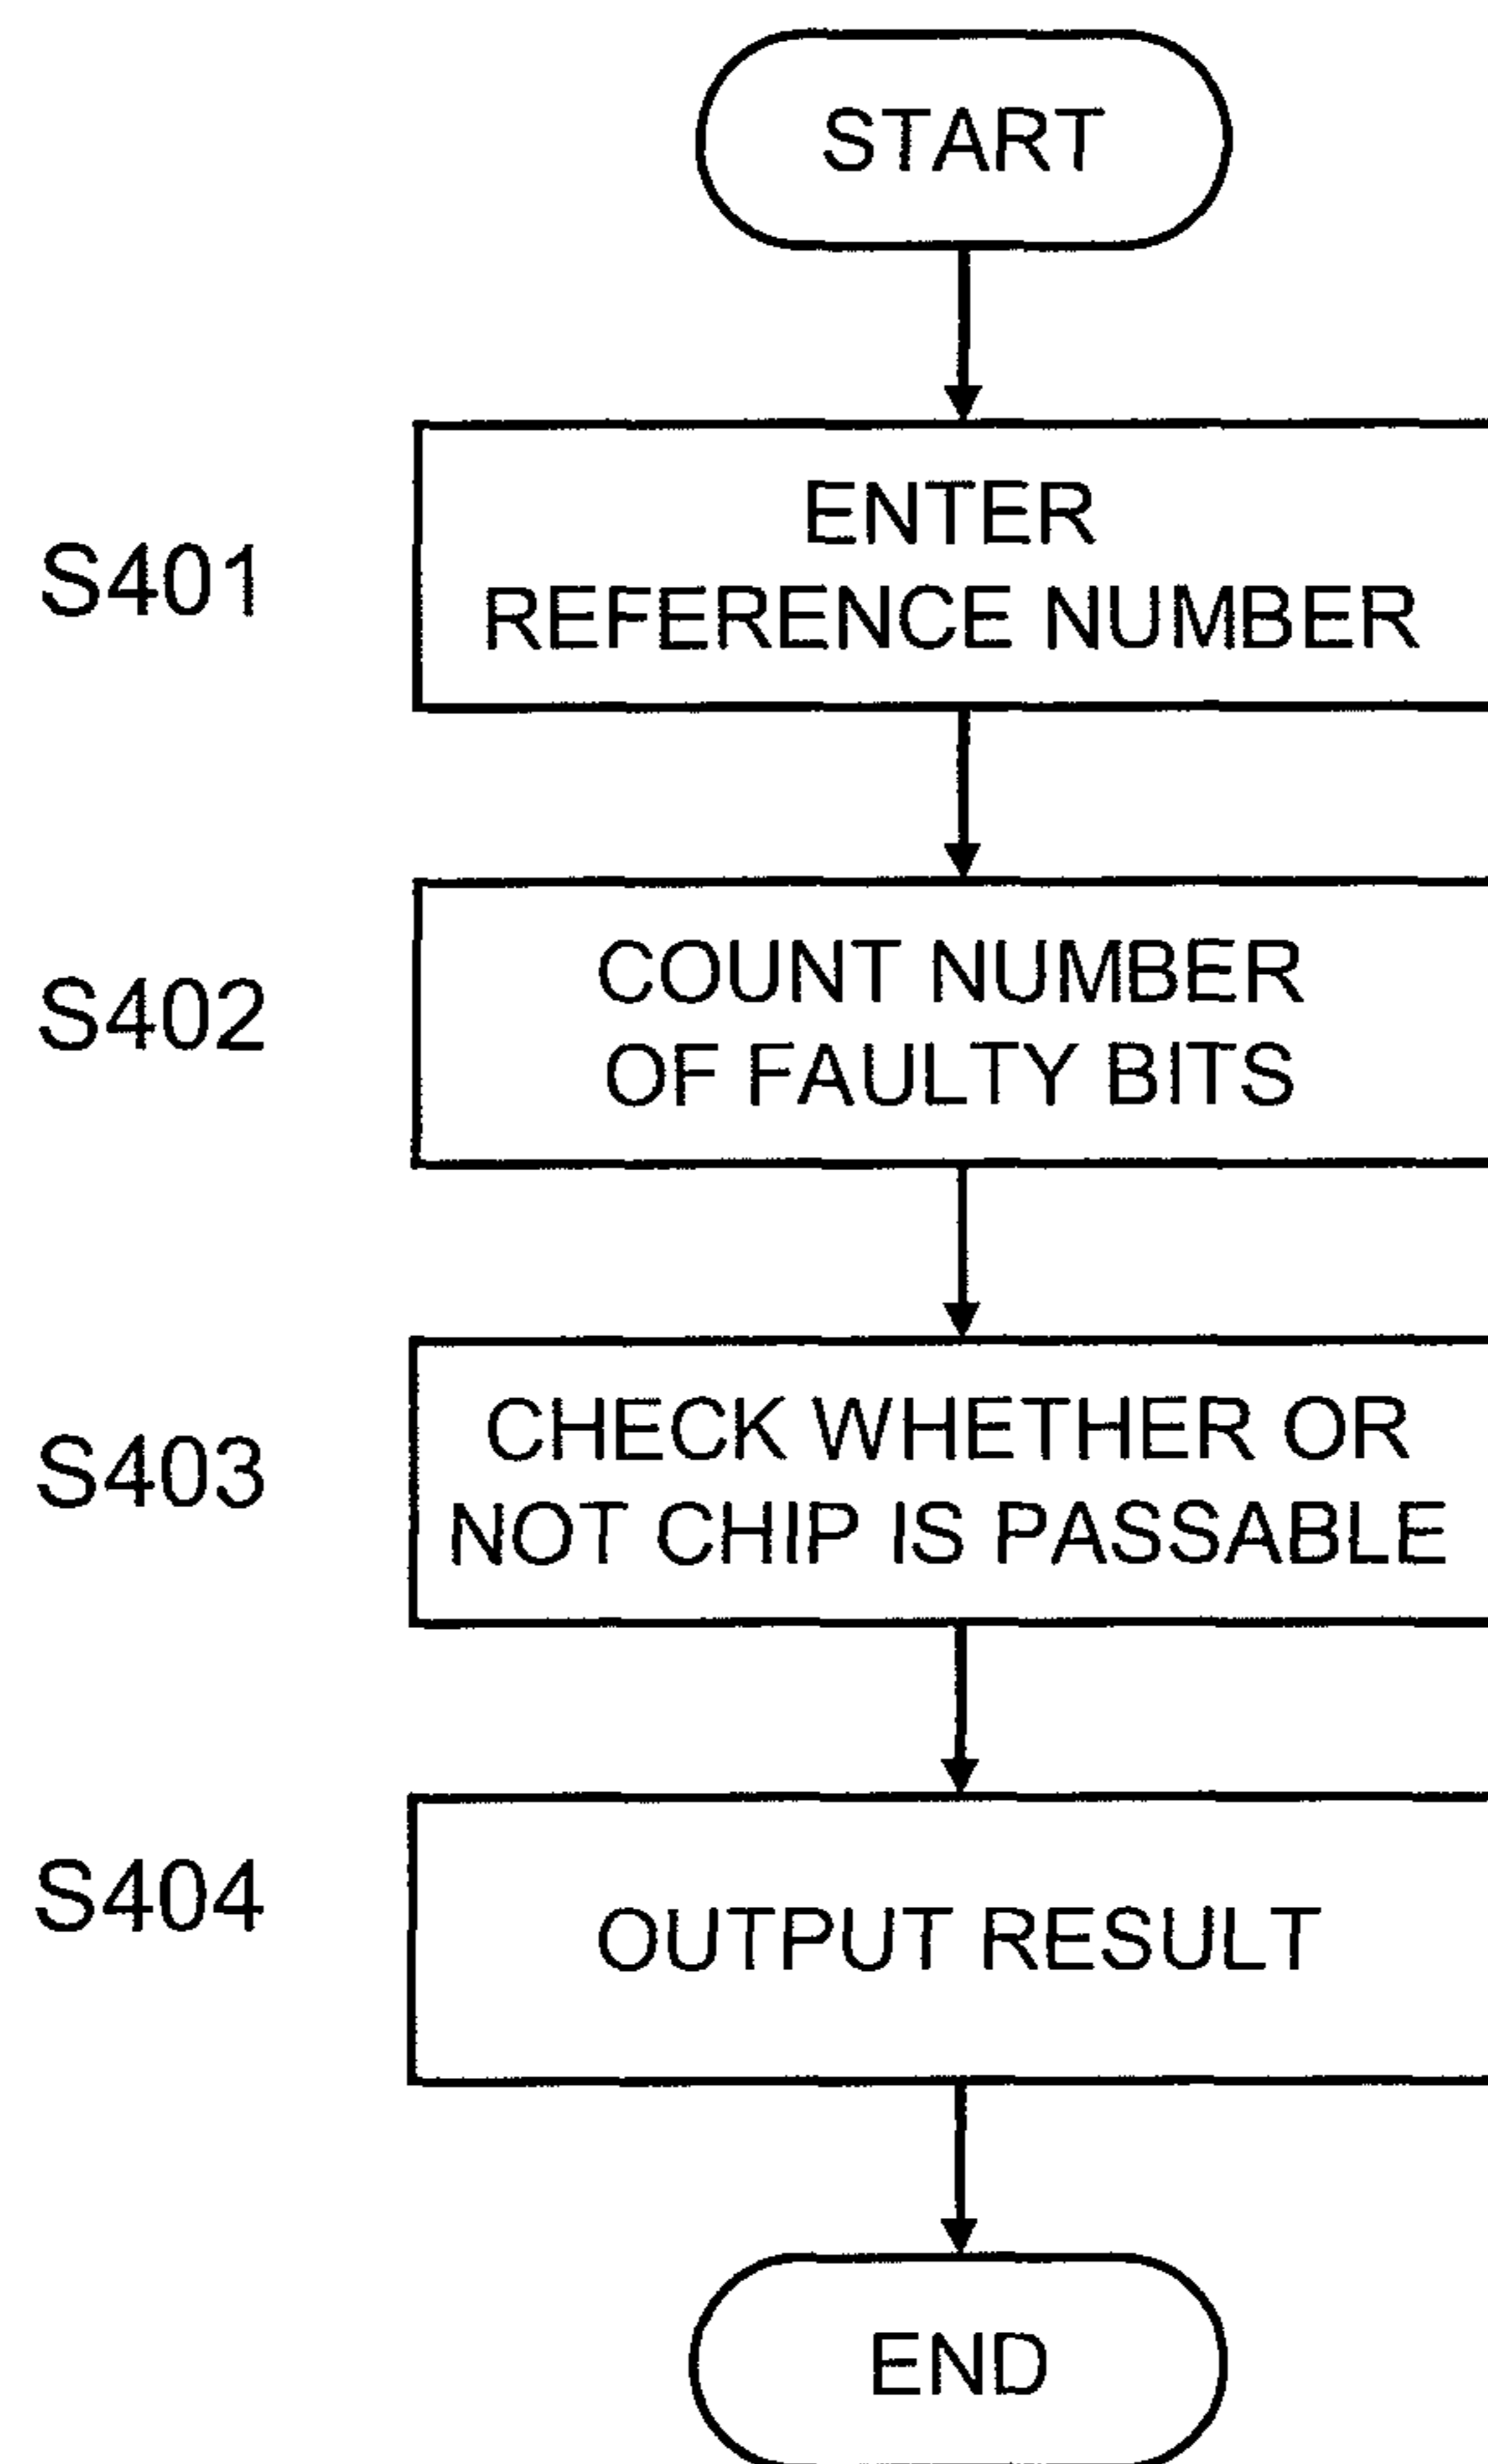 START
S401
ENTER
REFERENCE NUMBER
S402
COUNT NUMBER
OF FAULTY BITS
S403
CHECK WHETHER OR
NOT CHIP IS PASSABLE
S404
OUTPUT RESULT
END